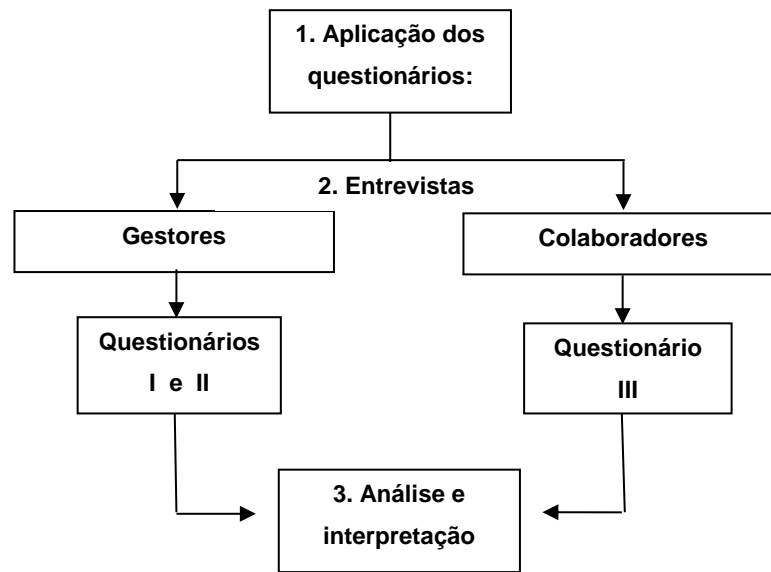 1. Aplicação dos
questionários:
2. Entrevistas
Gestores
Colaboradores
Questionários
I e II
Questionário
III
3. Análise e
interpretação